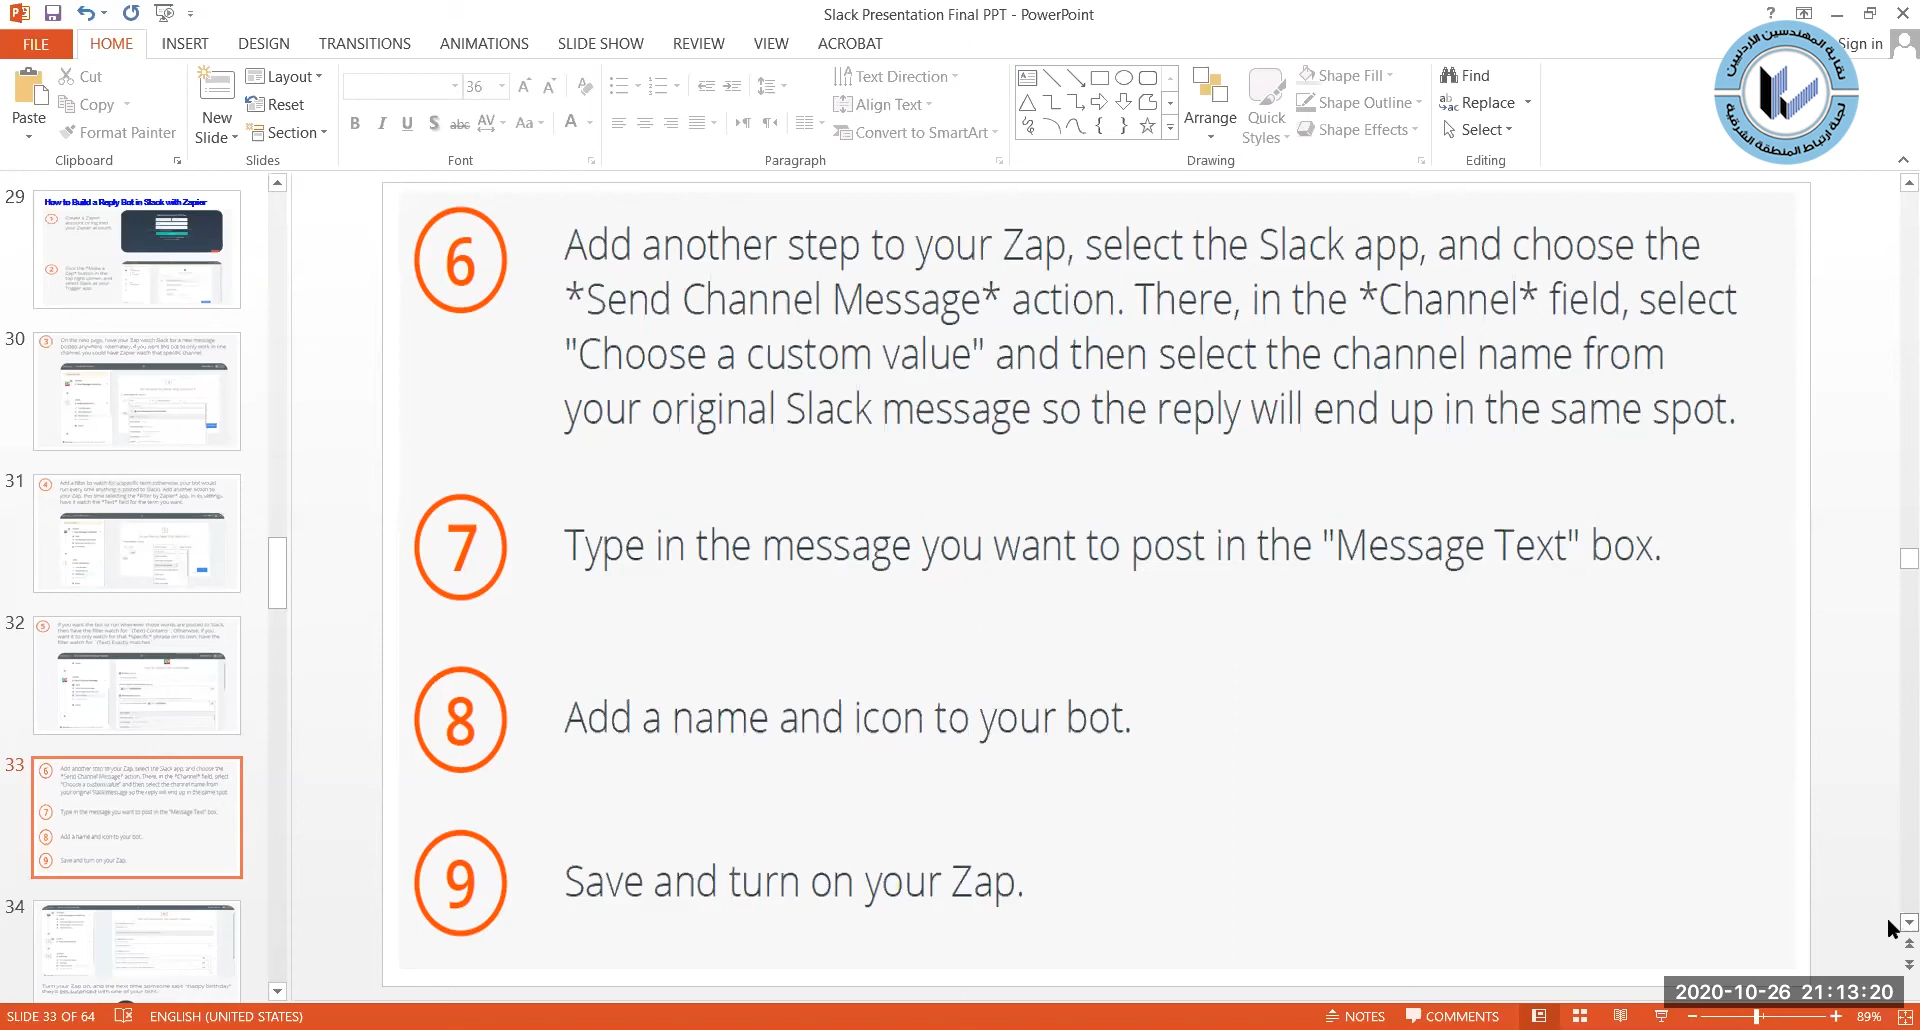 Slack Presentation Final PPT - PowerPoint
Sign in
FILE
HOME
INSERT
DESIGN
TRANSITIONS
ANIMATIONS
SLIDE SHOW
REVIEW
VIEW
ACROBAT
Paste
Cut
Copy
Format Painter
Clipboard
New
Slide
Layout
Reset
Section
Slides
36
Font
Text Direction
Align Text
Convert to SmartArt
Paragraph
Arrange
Quick
Styles
Shape Fill
Shape Outline
Shape Effects
Drawing
Find
Replace
Select
Editing
نقابة المهندسين الأردنيين
لجنة ارتباط المنطقة الشرقية
29
How to Build a Reply Bot in Slack with Zapier
30
31
32
33
34
6
Add another step to your Zap, select the Slack app, and choose the
*Send Channel Message* action. There, in the *Channel* field, select
"Choose a custom value" and then select the channel name from
your original Slack message so the reply will end up in the same spot.
7
Type in the message you want to post in the "Message Text" box.
8
Add a name and icon to your bot.
9
Save and turn on your Zap.
2020-10-26 21:13:20
SLIDE 33 OF 64
ENGLISH (UNITED STATES)
NOTES
COMMENTS
89%